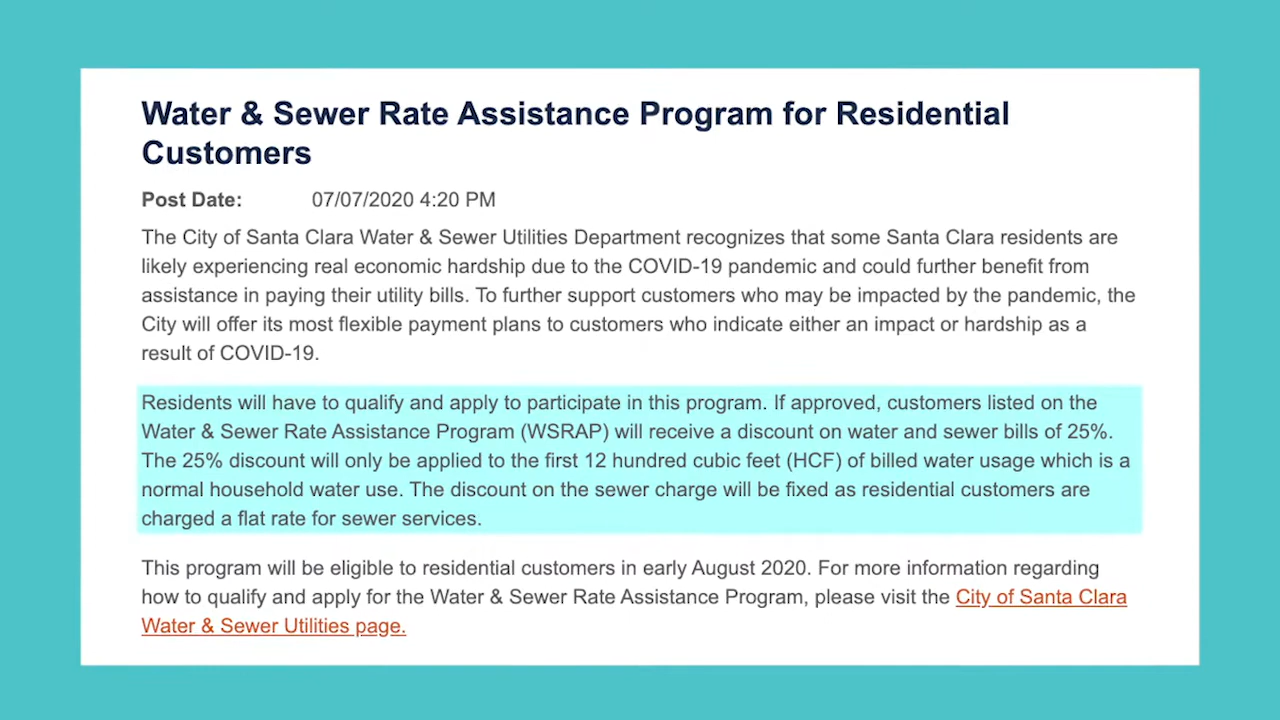 Water & Sewer Rate Assistance Program for Residential
Customers
Post Date: 07/07/2020 4:20 PM
The City of Santa Clara Water & Sewer Utilities Department recognizes that some Santa Clara residents are
likely experiencing real economic hardship due to the COVID-19 pandemic and could further benefit from
assistance in paying their utility bills. To further support customers who may be impacted by the pandemic, the
City will offer its most flexible payment plans to customers who indicate either an impact or hardship as a
result of COVID-19.
Residents will have to qualify and apply to participate in this program. If approved, customers listed on the
Water & Sewer Rate Assistance Program (WSRAP) will receive a discount on water and sewer bills of 25%.
The 25% discount will only be applied to the first 12 hundred cubic feet (HCF) of billed water usage which is a
normal household water use. The discount on the sewer charge will be fixed as residential customers are
charged a flat rate for sewer services.
This program will be eligible to residential customers in early August 2020. For more information regarding
how to qualify and apply for the Water & Sewer Rate Assistance Program, please visit the City of Santa Clara
Water & Sewer Utilities page.